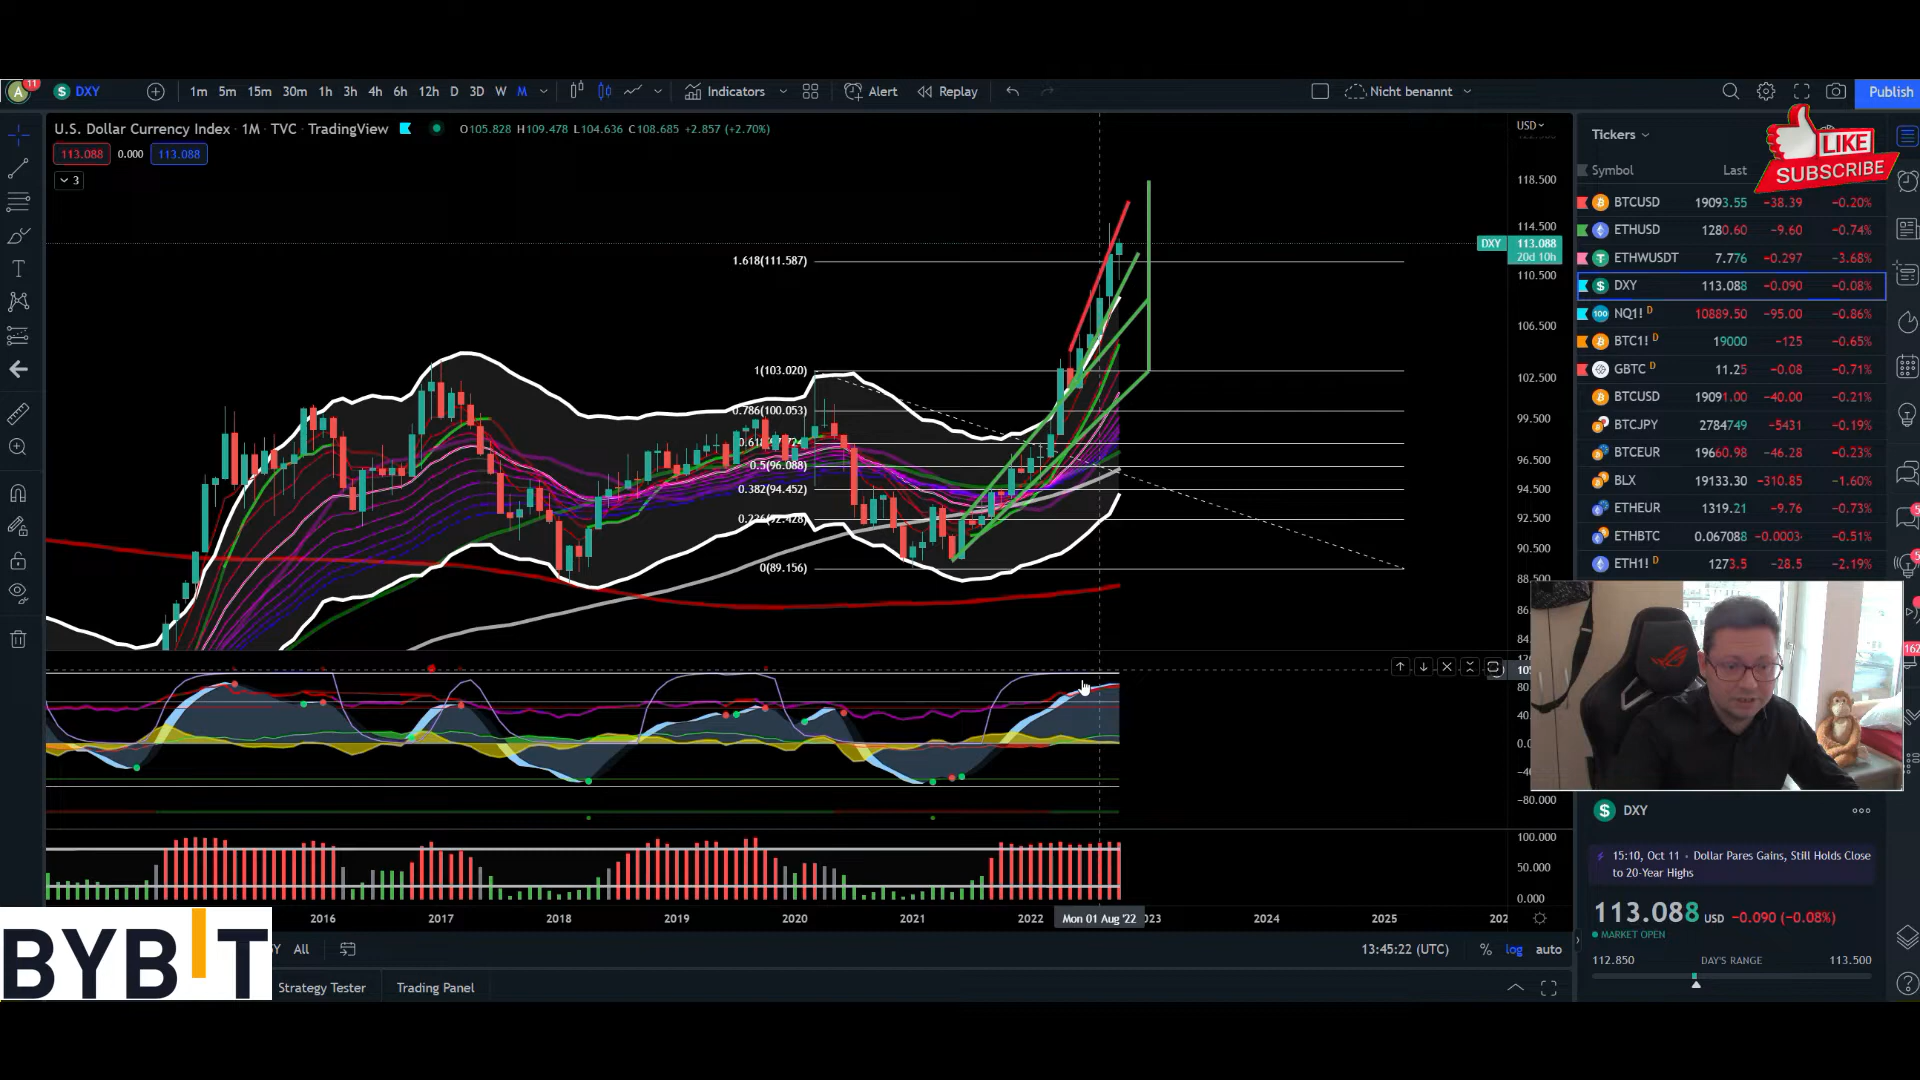 A 11 DXY 1m 5m 15m 30m 1h 3h 4h 6h 12h D 3D W M Indicators Alert Replay Nicht benannt Publish
U.S. Dollar Currency Index · 1M · TVC · TradingView O105.828 H109.478 L104.636 C108.685 +2.857 (+2.70%)
113.088 0.000 113.088
3
USD
118.500
114.500
DXY 113.088
20d 10h
110.500
106.500
102.500
99.500
96.500
94.500
92.500
90.500
88.500
86
84
1.618(111.587)
1(103.020)
0.786(100.053)
0.5(96.088)
0.382(94.452)
0(89.156)
80
40
0.0
−80.000
100.000
50.000
0.000
2016 2017 2018 2019 2020 2021 2022 Mon 01 Aug '22 023 2024 2025 202
Tickers
LIKE
SUBSCRIBE
Symbol Last
BTCUSD 19093.55 −38.39 −0.20%
ETHUSD 1280.60 −9.60 −0.74%
ETHWUSDT 7.776 −0.297 −3.68%
DXY 113.088 −0.090 −0.08%
NQ1! D 10889.50 −95.00 −0.86%
BTC1! D 19000 −125 −0.65%
GBTC D 11.25 −0.08 −0.71%
BTCUSD 19091.00 −40.00 −0.21%
BTCJPY 2784749 −5431 −0.19%
BTCEUR 19660.98 −46.28 −0.23%
BLX 19133.30 −310.85 −1.60%
ETHEUR 1319.21 −9.76 −0.73%
ETHBTC 0.067088 −0.0003 −0.51%
ETH1! D 1273.5 −28.5 −2.19%
162
DXY
15:10, Oct 11 • Dollar Pares Gains, Still Holds Close
to 20-Year Highs
113.088 USD −0.090 (−0.08%)
MARKET OPEN
112.850 DAY'S RANGE 113.500
BYBIT
Y All
13:45:22 (UTC) % log auto
Strategy Tester Trading Panel